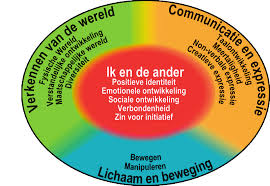 Verkennen van de wereld
Fysische Wereld
Verstandelijke ontwikkeling
Maatschappelijke wereld
Diversiteit
Communicatie en expressie
Taalontwikkeling
Meertaligheid
Non-verbale expressie
Creatieve expressie
Ik en de ander
Positieve identiteit
Emotionele ontwikkeling
Sociale ontwikkeling
Verbondenheid
Zin voor initiatief
Bewegen
Manipuleren
Lichaam en beweging